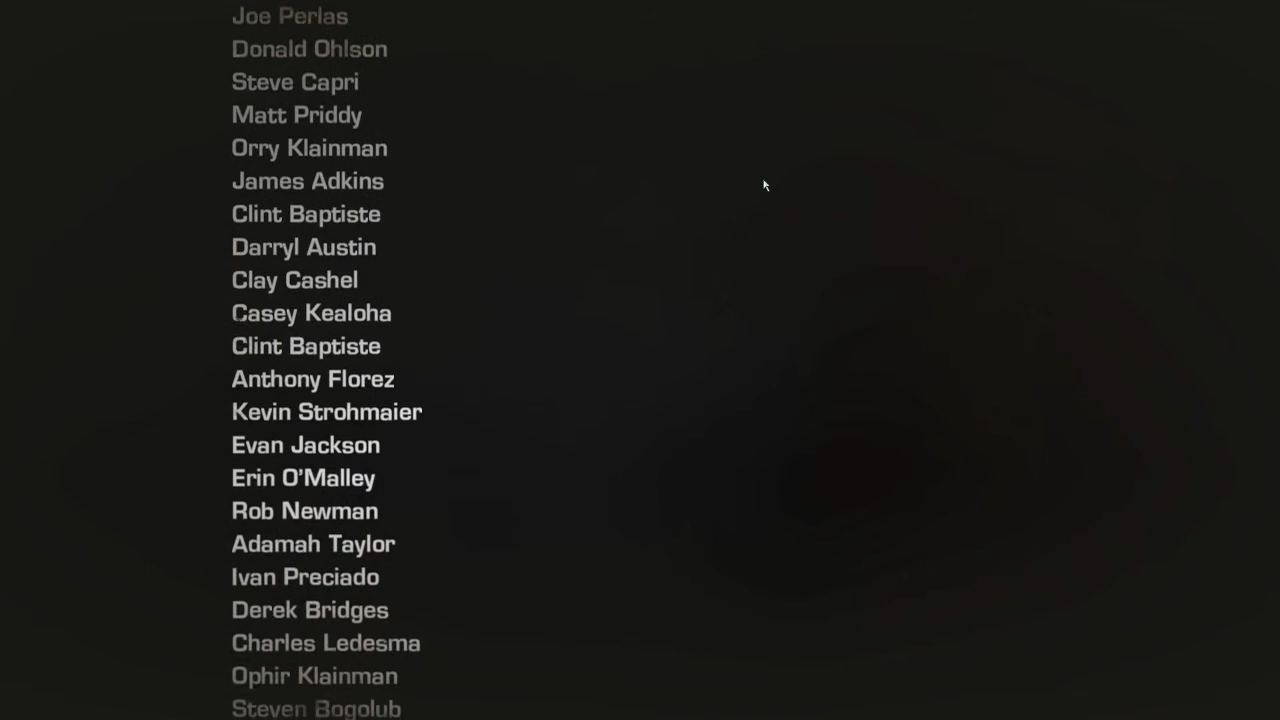 Joe Perlas
Donald Ohlson
Steve Capri
Matt Priddy
Orry Klainman
James Adkins
Clint Baptiste
Darryl Austin
Clay Cashel
Casey Kealoha
Clint Baptiste
Anthony Florez
Kevin Strohmaier
Evan Jackson
Erin O’Malley
Rob Newman
Adamah Taylor
Ivan Preciado
Derek Bridges
Charles Ledesma
Ophir Klainman
Steven Bogolub